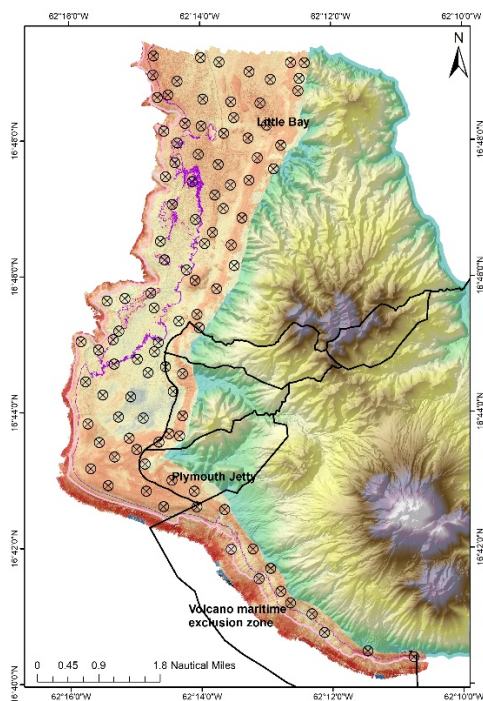 62°16'0"W 62°14'0"W 62°12'0"W 62°10'0"W
N
16°48'0"N
Little Bay
16°48'0"N
16°46'0"N
16°46'0"N
16°44'0"N
16°44'0"N
Plymouth Jetty
16°42'0"N
16°42'0"N
Volcano maritime
exclusion zone
0 0.45 0.9 1.8 Nautical Miles
16°40'0"N
16°40'0"N
62°16'0"W 62°14'0"W 62°12'0"W 62°10'0"W